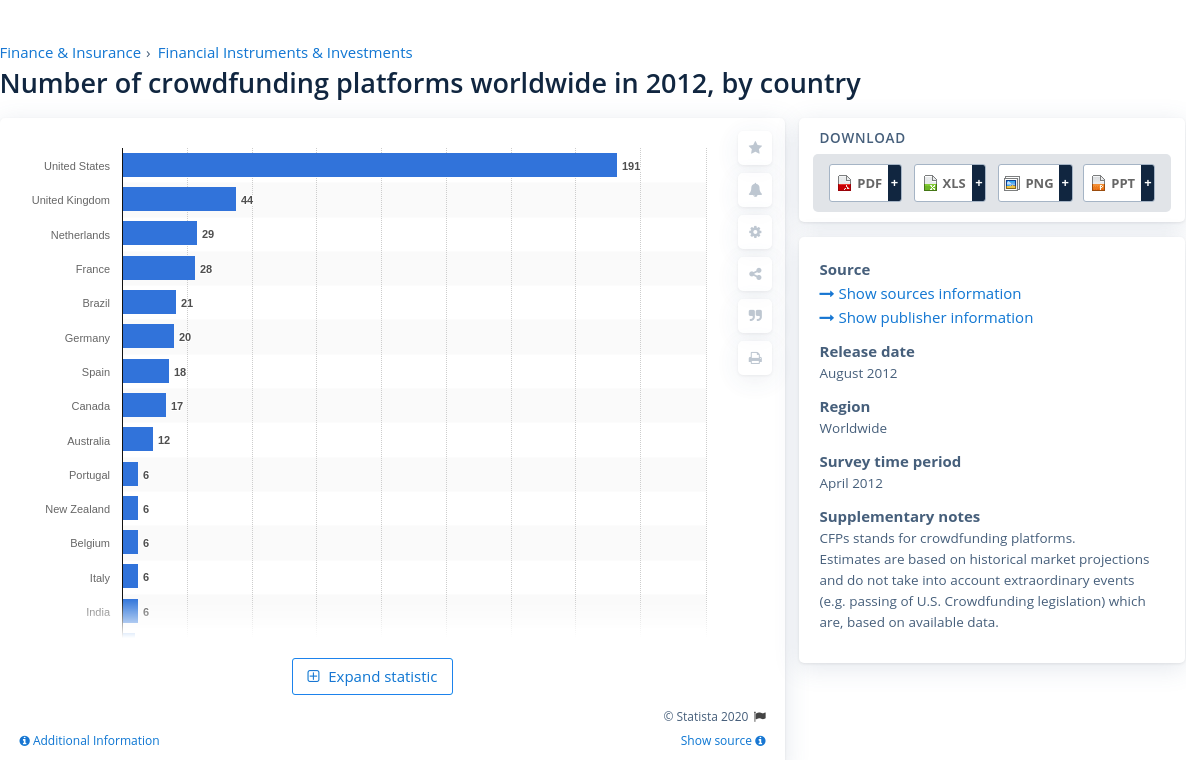 Finance & Insurance › Financial Instruments & Investments
Number of crowdfunding platforms worldwide in 2012, by country
United States 191
United Kingdom 44
Netherlands 29
France 28
Brazil 21
Germany 20
Spain 18
Canada 17
Australia 12
Portugal 6
New Zealand 6
Belgium 6
Italy 6
India 6
Expand statistic
© Statista 2020
Additional Information
Show source
DOWNLOAD
PDF + XLS + PNG + PPT +
Source
Show sources information
Show publisher information
Release date
August 2012
Region
Worldwide
Survey time period
April 2012
Supplementary notes
CFPs stands for crowdfunding platforms.
Estimates are based on historical market projections
and do not take into account extraordinary events
(e.g. passing of U.S. Crowdfunding legislation) which
are, based on available data.